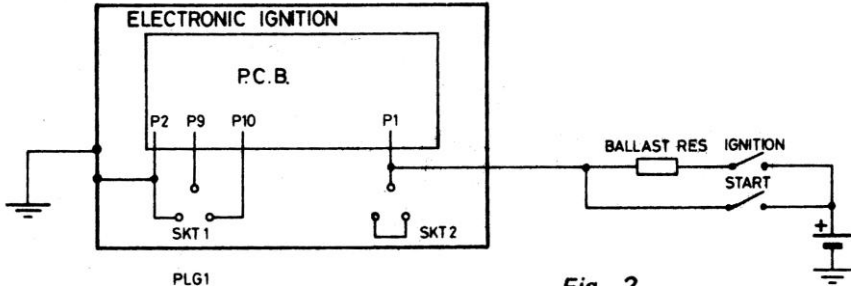 ELECTRONIC IGNITION
P.C.B.
P2 P9 P10 P1
BALLAST RES IGNITION
START
SKT 1
SKT 2
+
PLG1
Fig. 2